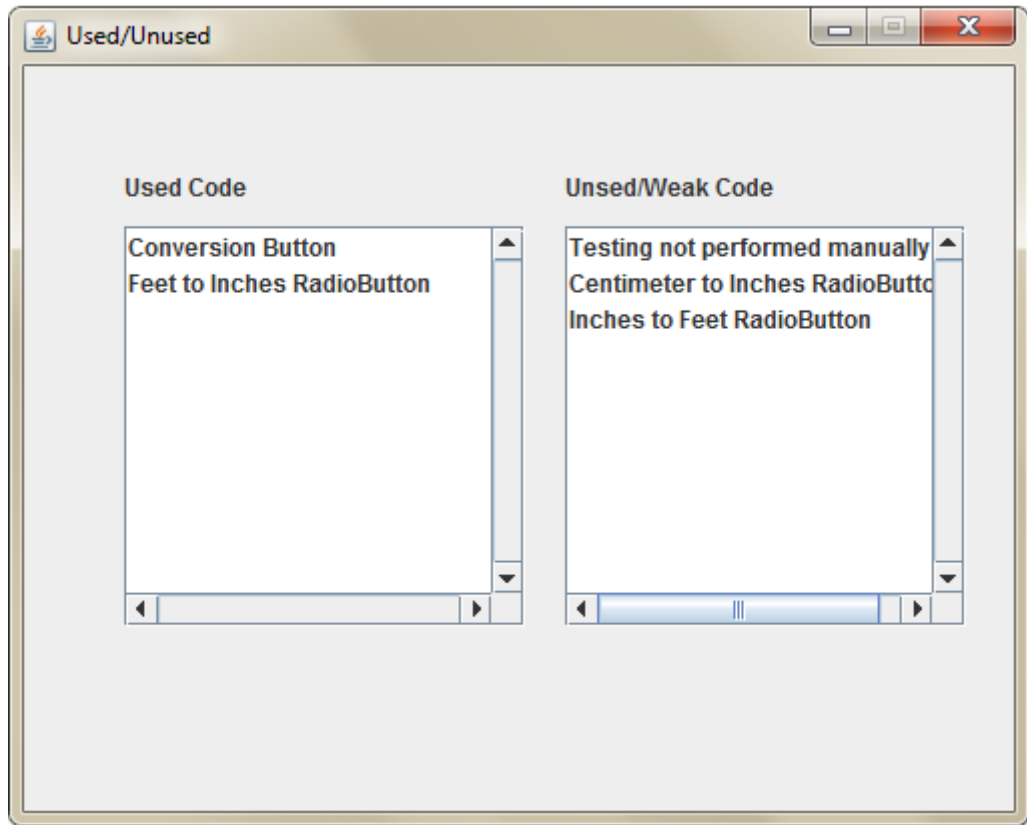 Used/Unused
Used Code
Conversion Button
Feet to Inches RadioButton
Unsed/Weak Code
Testing not performed manually
Centimeter to Inches RadioButto
Inches to Feet RadioButton